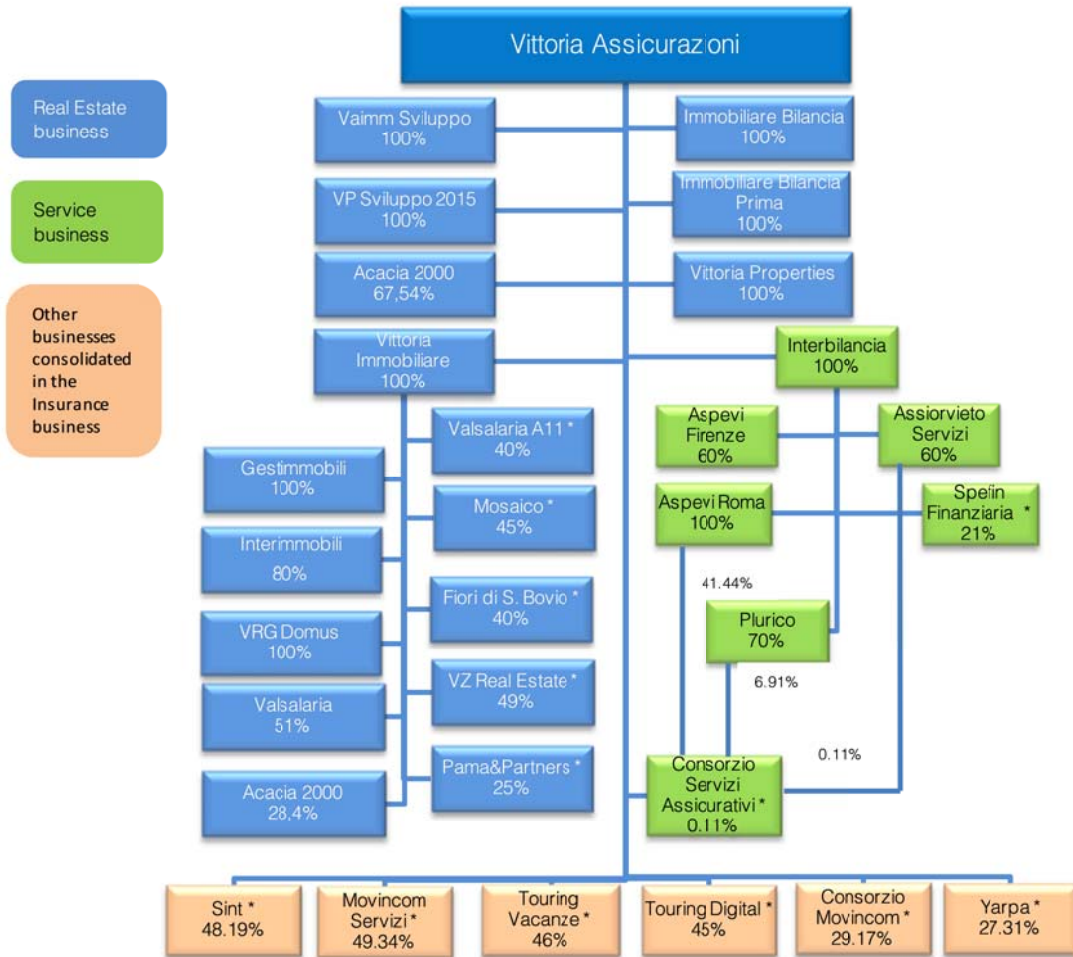 Vittoria Assicurazioni
Real Estate
business
Service
business
Other
businesses
consolidated
in the
Insurance
business
Vaimm Sviluppo
100%
Immobiliare Bilancia
100%
VP Sviluppo 2015
100%
Immobiliare Bilancia
Prima
100%
Acacia 2000
67,54%
Vittoria Properties
100%
Vittoria
Immobiliare
100%
Interbilancia
100%
Valsalaria A11 *
40%
Gestimmobili
100%
Mosaico *
45%
Interimmobili
80%
Fiori di S. Bovio *
40%
VRG Domus
100%
VZ Real Estate *
49%
Valsalaria
51%
Pama&Partners *
25%
Acacia 2000
28,4%
Aspevi
Firenze
60%
Assiorvieto
Servizi
60%
Aspevi Roma
100%
Spefin
Finanziaria *
21%
41.44%
Plurico
70%
6.91%
0.11%
Consorzio
Servizi
Assicurativi *
0.11%
Sint *
48.19%
Movincom
Servizi *
49.34%
Touring
Vacanze *
46%
Touring Digital *
45%
Consorzio
Movincom *
29.17%
Yarpa *
27.31%